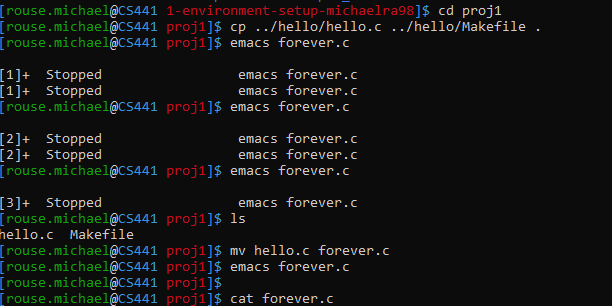 [rouse.michael@CS441 1-environment-setup-michaelra98]$ cd proj1
[rouse.michael@CS441 proj1]$ cp ../hello/hello.c ../hello/Makefile .
[rouse.michael@CS441 proj1]$ emacs forever.c
[1]+  Stopped                 emacs forever.c
[1]+  Stopped                 emacs forever.c
[rouse.michael@CS441 proj1]$ emacs forever.c
[2]+  Stopped                 emacs forever.c
[2]+  Stopped                 emacs forever.c
[rouse.michael@CS441 proj1]$ emacs forever.c
[3]+  Stopped                 emacs forever.c
[rouse.michael@CS441 proj1]$ ls
hello.c  Makefile
[rouse.michael@CS441 proj1]$ mv hello.c forever.c
[rouse.michael@CS441 proj1]$ emacs forever.c
[rouse.michael@CS441 proj1]$
[rouse.michael@CS441 proj1]$ cat forever.c